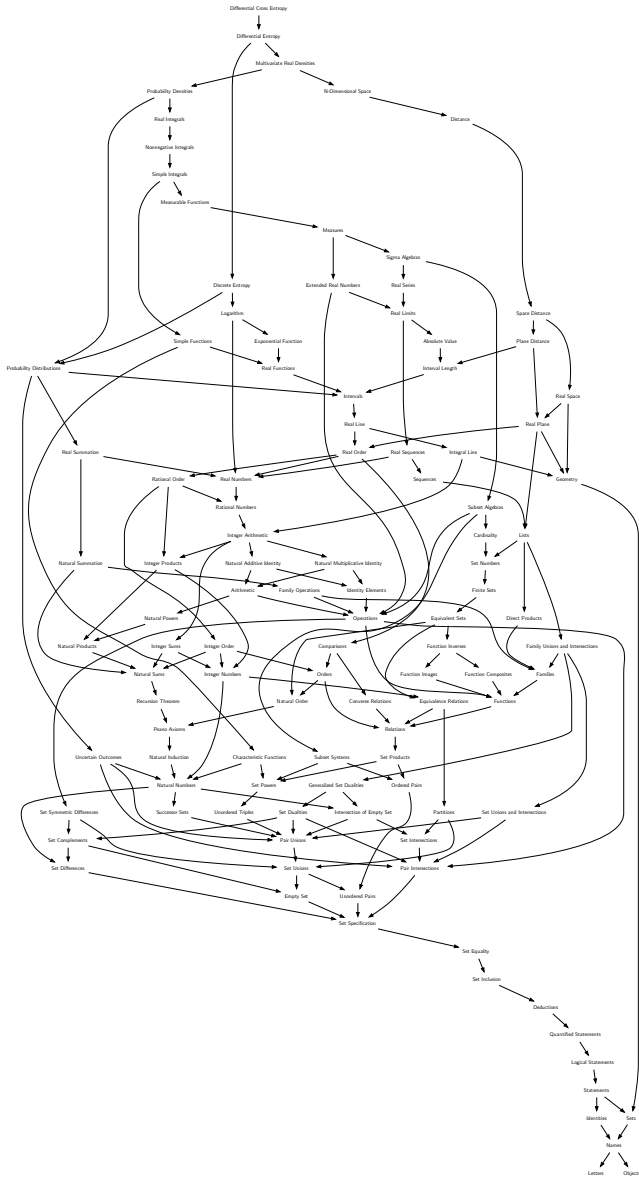 Differential Cross Entropy
Differential Entropy
Multivariate Real Densities
Probability Densities
N-Dimensional Space
Real Integrals
Distance
Nonnegative Integrals
Simple Integrals
Measurable Functions
Measures
Sigma Algebras
Discrete Entropy
Extended Real Numbers
Real Series
Logarithm
Real Limits
Space Distance
Simple Functions
Exponential Function
Absolute Value
Plane Distance
Probability Distributions
Real Functions
Interval Length
Intervals
Real Space
Real Line
Real Plane
Real Summation
Real Order
Real Sequences
Integral Line
Rational Order
Real Numbers
Sequences
Geometry
Rational Numbers
Subset Algebras
Integer Arithmetic
Cardinality
Lists
Natural Summation
Integer Products
Natural Additive Identity
Natural Multiplicative Identity
Set Numbers
Arithmetic
Family Operations
Identity Elements
Finite Sets
Natural Powers
Operations
Equivalent Sets
Direct Products
Natural Products
Integer Sums
Integer Order
Comparisons
Function Inverses
Family Unions and Intersections
Natural Sums
Integer Numbers
Orders
Function Images
Function Composites
Families
Recursion Theorem
Natural Order
Converse Relations
Equivalence Relations
Functions
Peano Axioms
Relations
Uncertain Outcomes
Natural Induction
Characteristic Functions
Subset Systems
Set Products
Natural Numbers
Set Powers
Generalized Set Dualities
Ordered Pairs
Set Symmetric Differences
Successor Sets
Unordered Triples
Set Dualities
Intersection of Empty Set
Partitions
Set Unions and Intersections
Set Complements
Pair Unions
Set Intersections
Set Differences
Set Unions
Pair Intersections
Empty Set
Unordered Pairs
Set Specification
Set Equality
Set Inclusion
Deductions
Quantified Statements
Logical Statements
Statements
Identities
Sets
Names
Letters
Objects